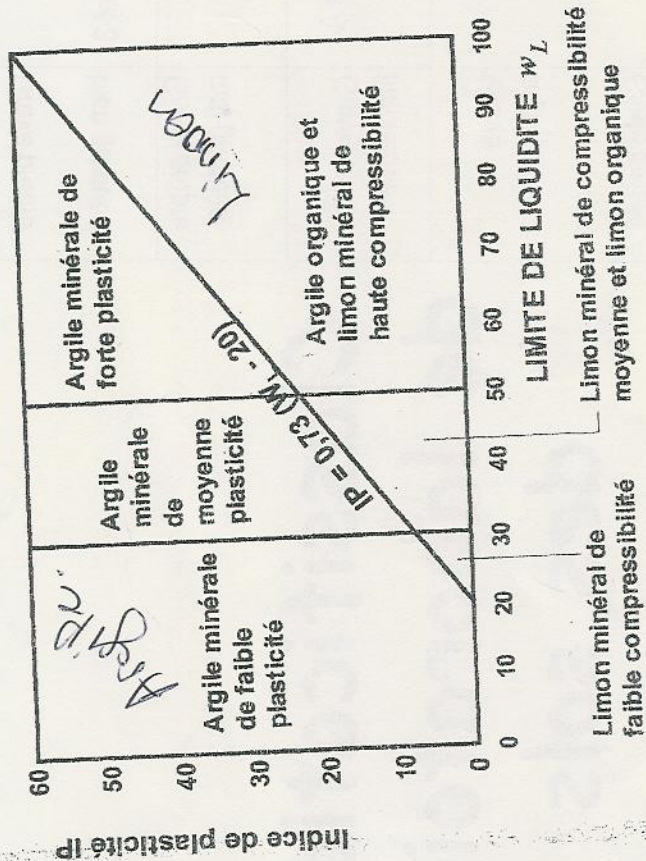 Indice de plasticité IP
60
50
40
30
20
10
0
Argile minérale
de faible
plasticité
Argile
minérale
de
moyenne
plasticité
Argile minérale de
forte plasticité
IP = 0,73 (WL - 20)
Argile organique et
limon minéral de
haute compressibilité
0
10
20
30
40
50
60
70
80
90
100
LIMITE DE LIQUIDITE wL
Limon minéral de
faible compressibilité
Limon minéral de compressibilité
moyenne et limon organique